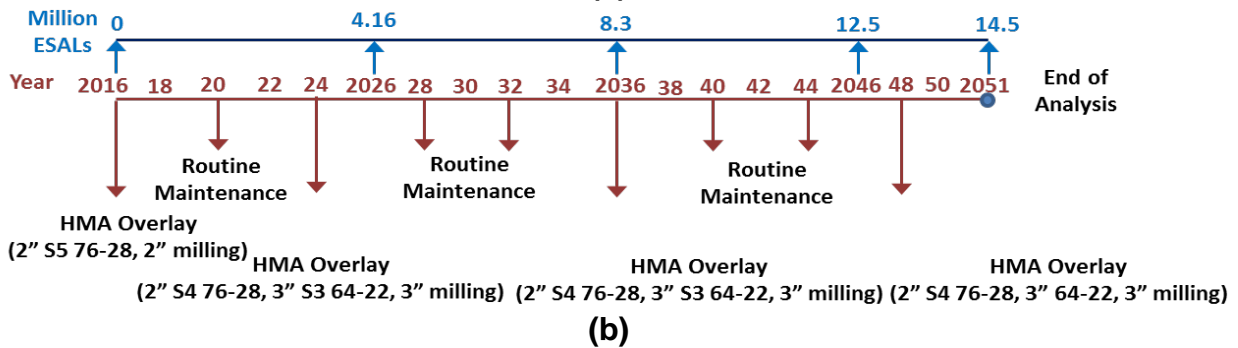 Million
ESALs
0 4.16 8.3 12.5 14.5
Year 2016 18 20 22 24 2026 28 30 32 34 2036 38 40 42 44 2046 48 50 2051
End of
Analysis
Routine
Maintenance
Routine
Maintenance
Routine
Maintenance
HMA Overlay
(2” S5 76-28, 2” milling)
HMA Overlay
(2” S4 76-28, 3” S3 64-22, 3” milling)
HMA Overlay
(2” S4 76-28, 3” S3 64-22, 3” milling)
HMA Overlay
(2” S4 76-28, 3” 64-22, 3” milling)
(b)